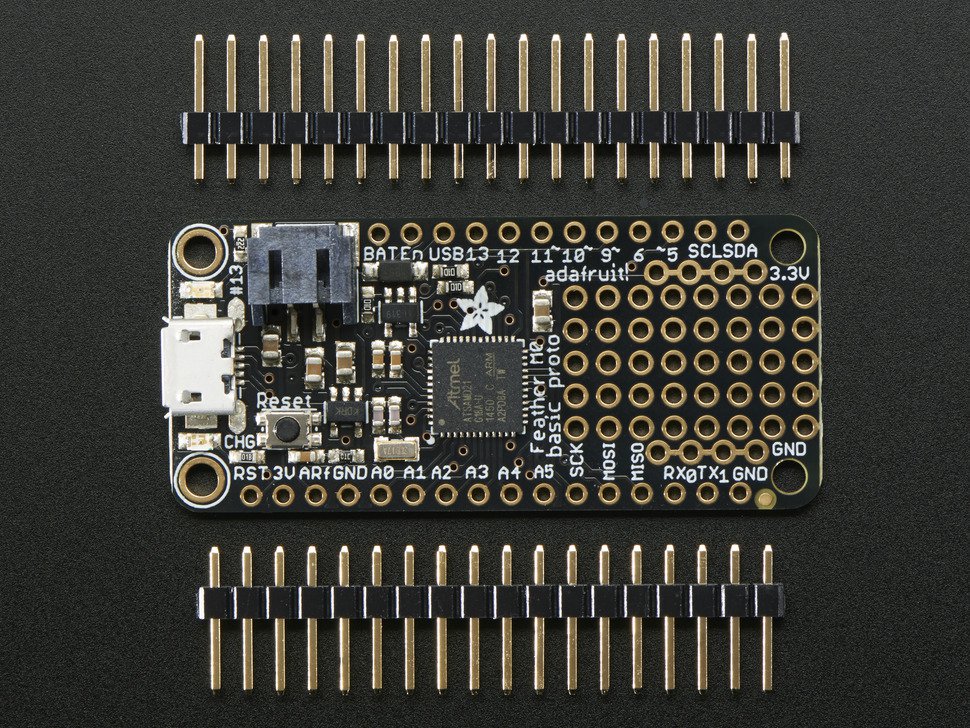 BAT En USB 13 12 11~ 10~ 9~ 6 ~5 SCL SDA
adafruit!
3.3V
#13
Atmel
Feather M0
basic proto
Reset
CHG
GND
RST 3V ARf GND A0 A1 A2 A3 A4 A5 SCK MOSI MISO RX0 TX1 GND